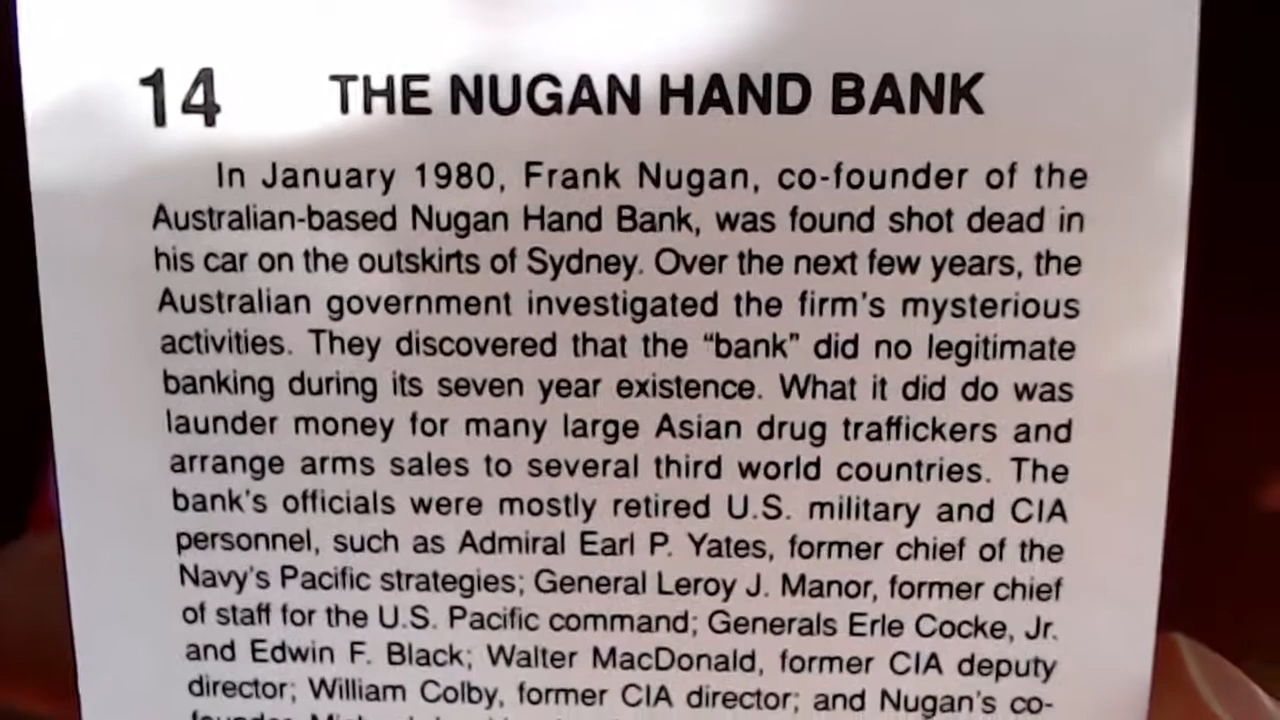 14 THE NUGAN HAND BANK
In January 1980, Frank Nugan, co-founder of the
Australian-based Nugan Hand Bank, was found shot dead in
his car on the outskirts of Sydney. Over the next few years, the
Australian government investigated the firm's mysterious
activities. They discovered that the “bank” did no legitimate
banking during its seven year existence. What it did do was
launder money for many large Asian drug traffickers and
arrange arms sales to several third world countries. The
bank's officials were mostly retired U.S. military and CIA
personnel, such as Admiral Earl P. Yates, former chief of the
Navy's Pacific strategies; General Leroy J. Manor, former chief
of staff for the U.S. Pacific command; Generals Erle Cocke, Jr.
and Edwin F. Black; Walter MacDonald, former CIA deputy
director; William Colby, former CIA director; and Nugan's co-